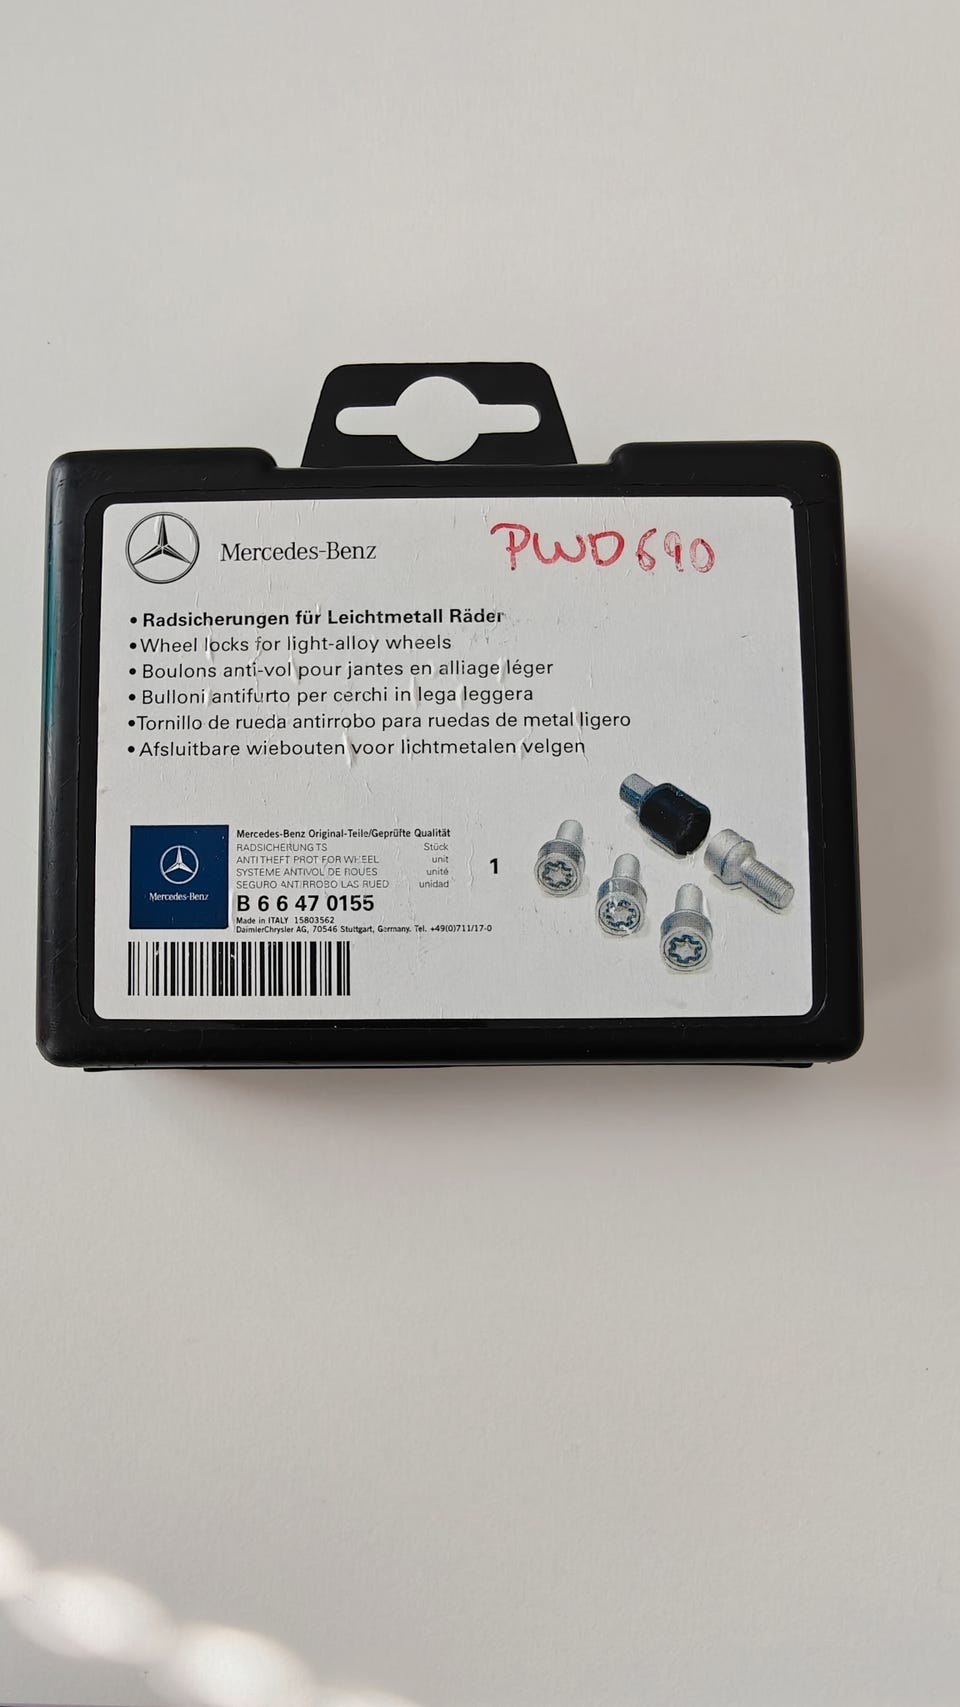 Mercedes-Benz
PWD690
• Radsicherungen für Leichtmetall Räder
• Wheel locks for light-alloy wheels
• Boulons anti-vol pour jantes en alliage léger
• Bulloni antifurto per cerchi in lega leggera
• Tornillo de rueda antirrobo para ruedas de metal ligero
• Afsluitbare wiebouten voor lichtmetalen velgen
Mercedes-Benz
Mercedes-Benz Original-Teile/Geprüfte Qualität
RADSICHERUNG TS Stück
ANTITHEFT PROT FOR WHEEL unit
SYSTEME ANTIVOL DE ROUES unité
SEGURO ANTIRROBO LAS RUED unidad
1
B 6 6 47 0155
Made in ITALY 15803562
DaimlerChrysler AG, 70546 Stuttgart, Germany. Tel. +49(0)711/17-0